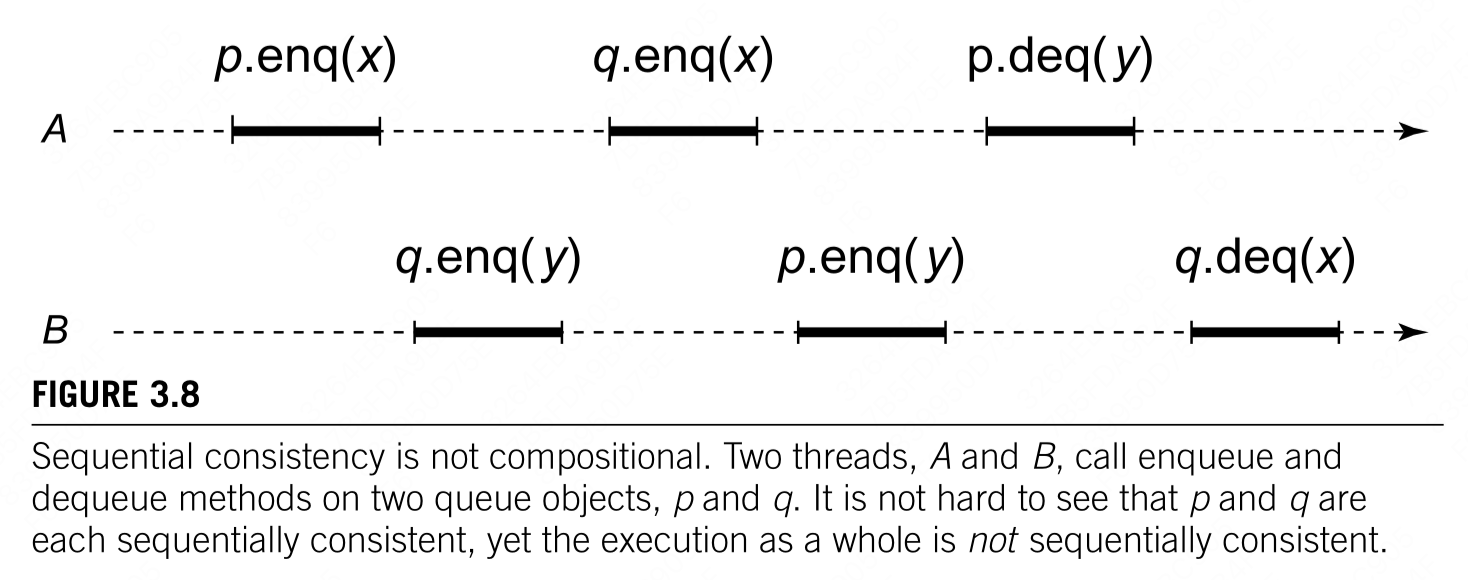 p.enq(x) q.enq(x) p.deq(y)
A
q.enq(y) p.enq(y) q.deq(x)
B
FIGURE 3.8
Sequential consistency is not compositional. Two threads, A and B, call enqueue and
dequeue methods on two queue objects, p and q. It is not hard to see that p and q are
each sequentially consistent, yet the execution as a whole is not sequentially consistent.